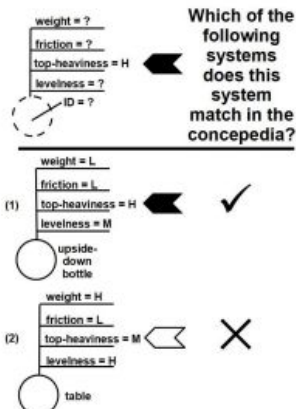 weight = ?
friction = ?
top-heaviness = H
levelness = ?
ID = ?
Which of the
following
systems
does this
system
match in the
concepedia?
weight = L
friction = L
(1)
top-heaviness = H
levelness = M
upside-
down
bottle
weight = H
friction = L
(2)
top-heaviness = M
levelness = H
table